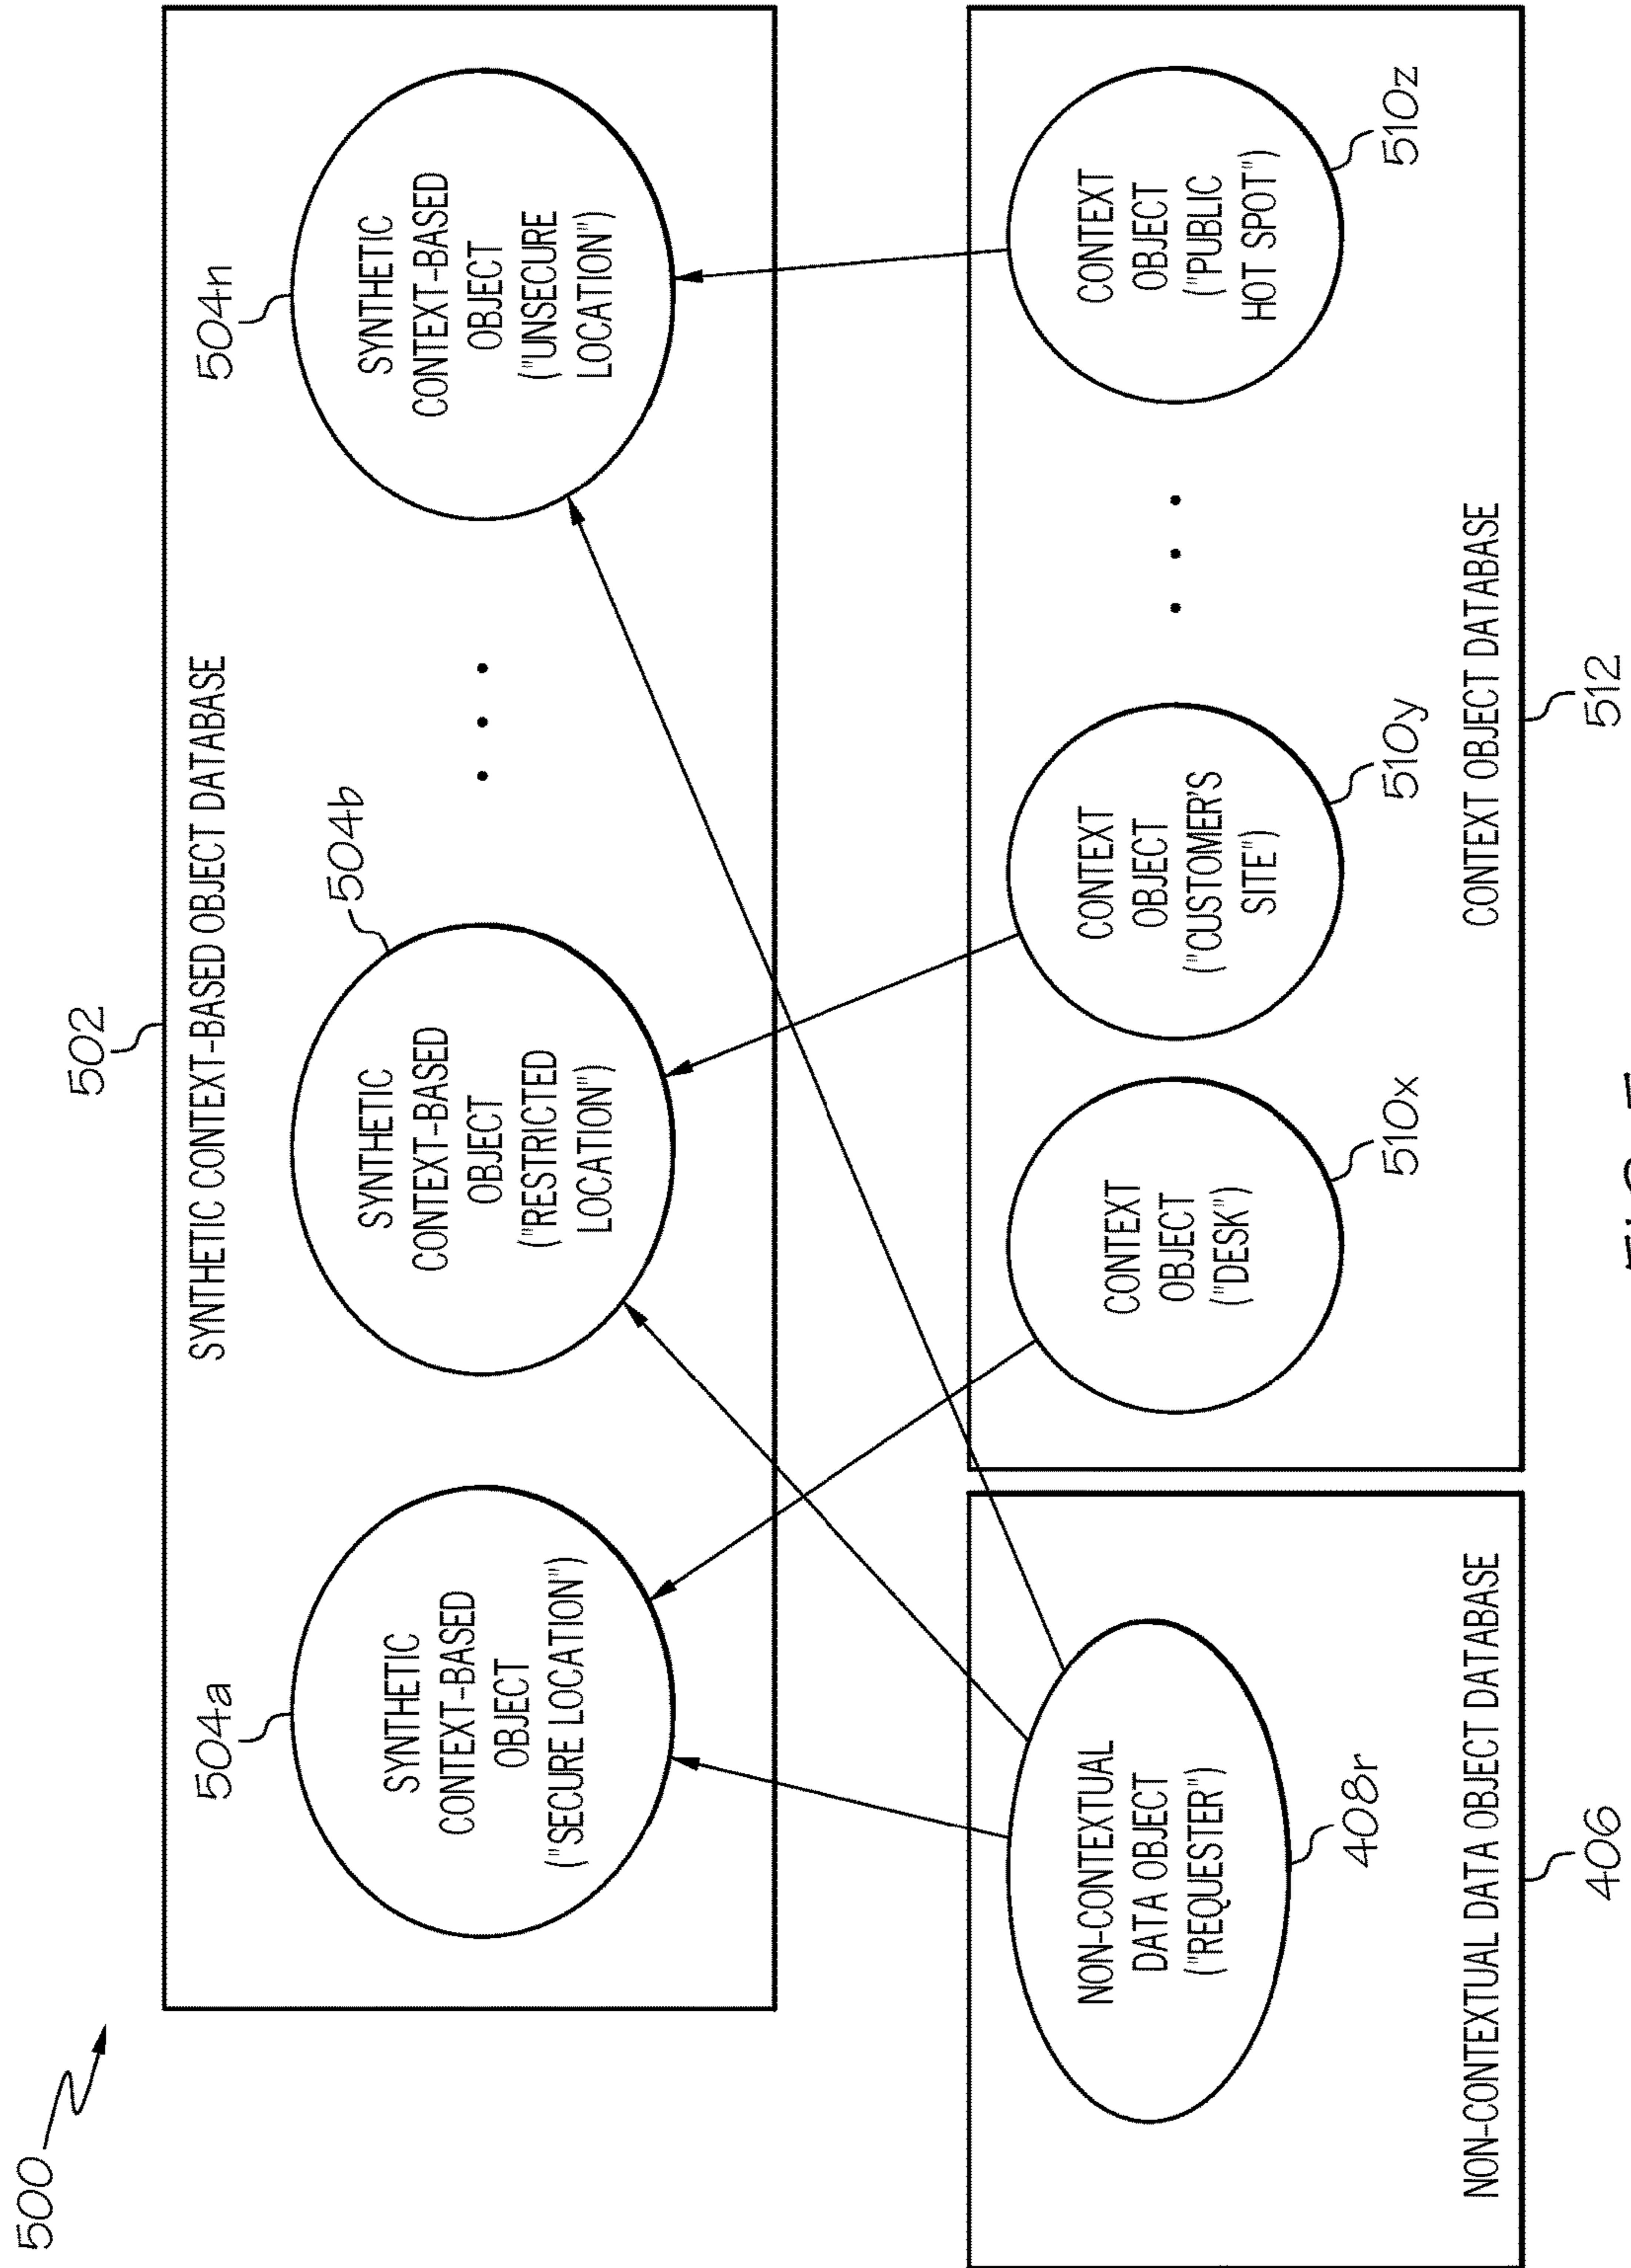 500
502
SYNTHETIC CONTEXT-BASED OBJECT DATABASE
504a
SYNTHETIC
CONTEXT-BASED
OBJECT
("SECURE LOCATION")
504b
SYNTHETIC
CONTEXT-BASED
OBJECT
("RESTRICTED
LOCATION")
504n
SYNTHETIC
CONTEXT-BASED
OBJECT
("UNSECURE
LOCATION")
NON-CONTEXTUAL
DATA OBJECT
("REQUESTER")
408r
NON-CONTEXTUAL DATA OBJECT DATABASE
406
CONTEXT
OBJECT
("DESK")
510x
CONTEXT
OBJECT
("CUSTOMER'S
SITE")
510y
CONTEXT
OBJECT
("PUBLIC
HOT SPOT")
510z
CONTEXT OBJECT DATABASE
512